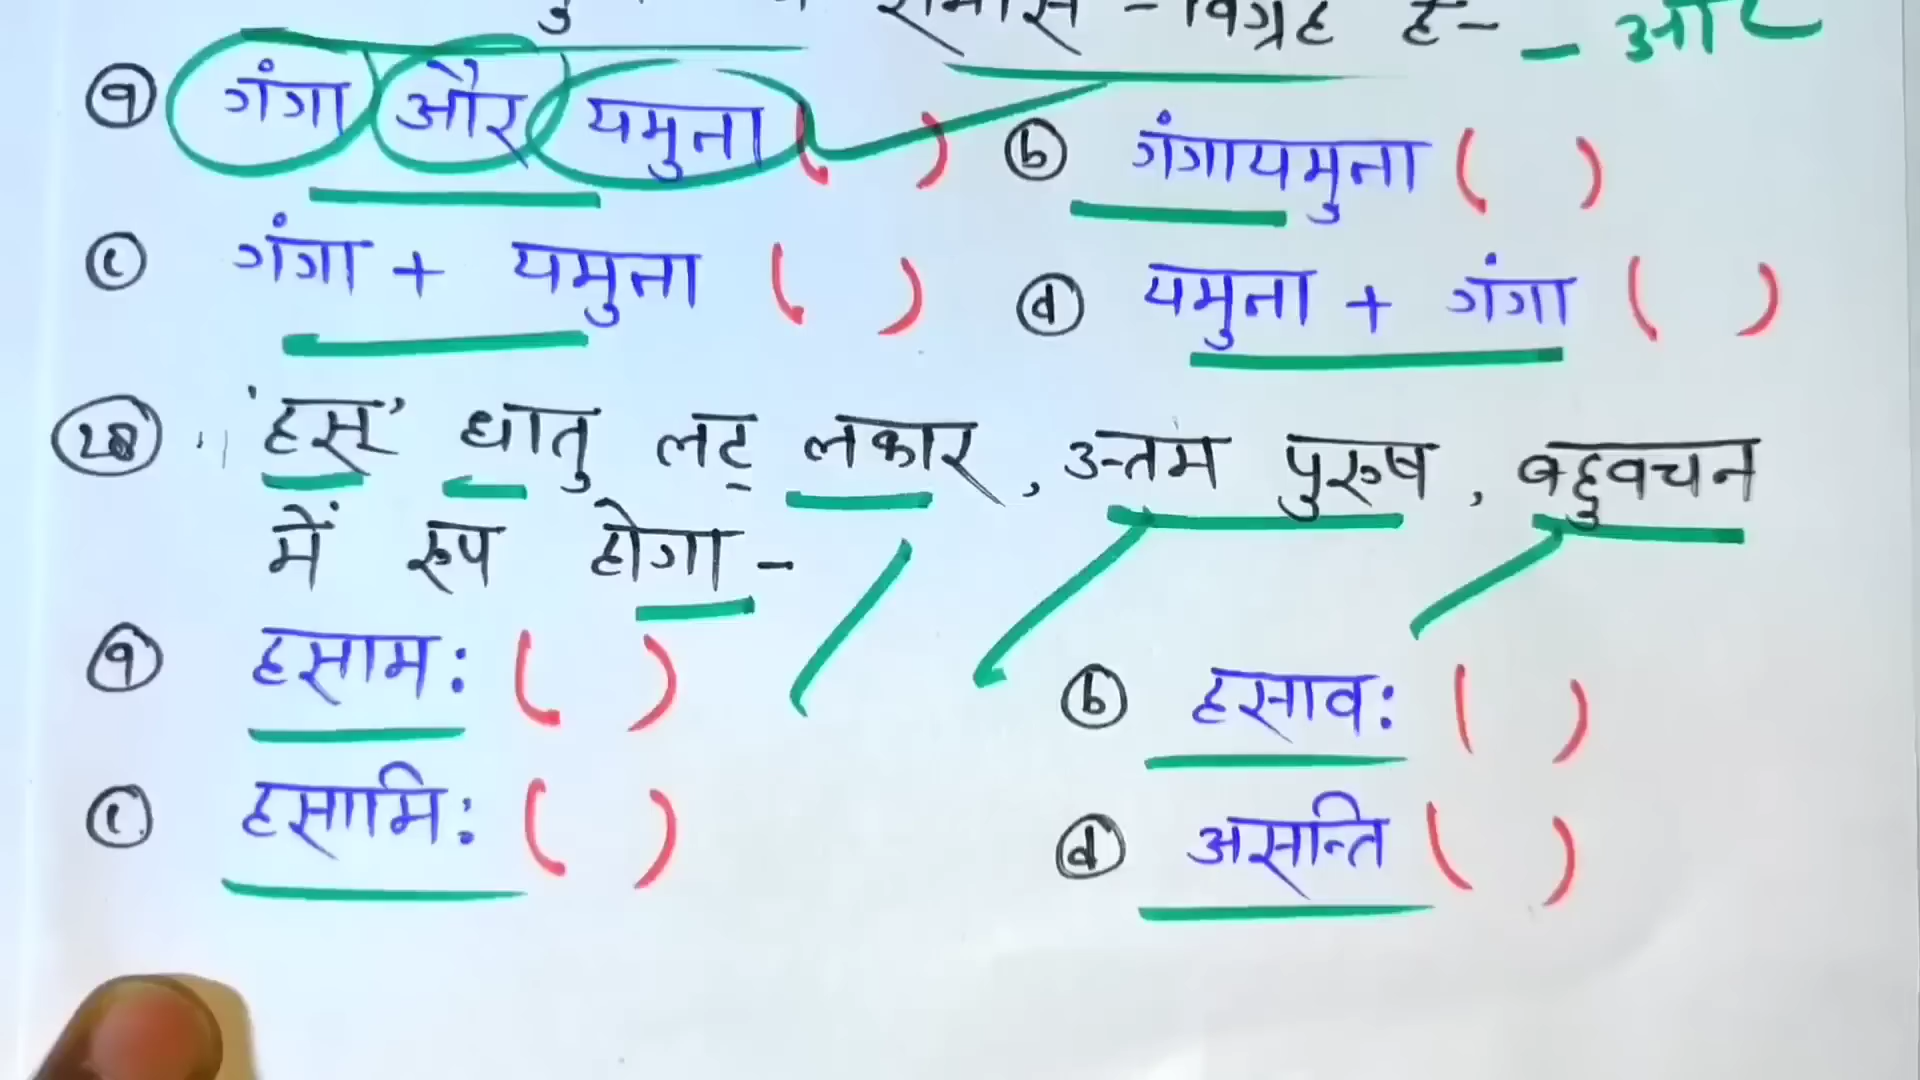 समास - विग्रह है- - और
(a) गंगा और यमुना ( ) (b) गंगायमुना ( )
(c) गंगा + यमुना ( ) (d) यमुना + गंगा ( )
(28) 'हस्' धातु लट् लकार, उत्तम पुरुष, बहुवचन
में रूप होगा -
(a) हसामः ( ) (b) हसावः ( )
(c) हसामिः ( ) (d) असन्ति ( )